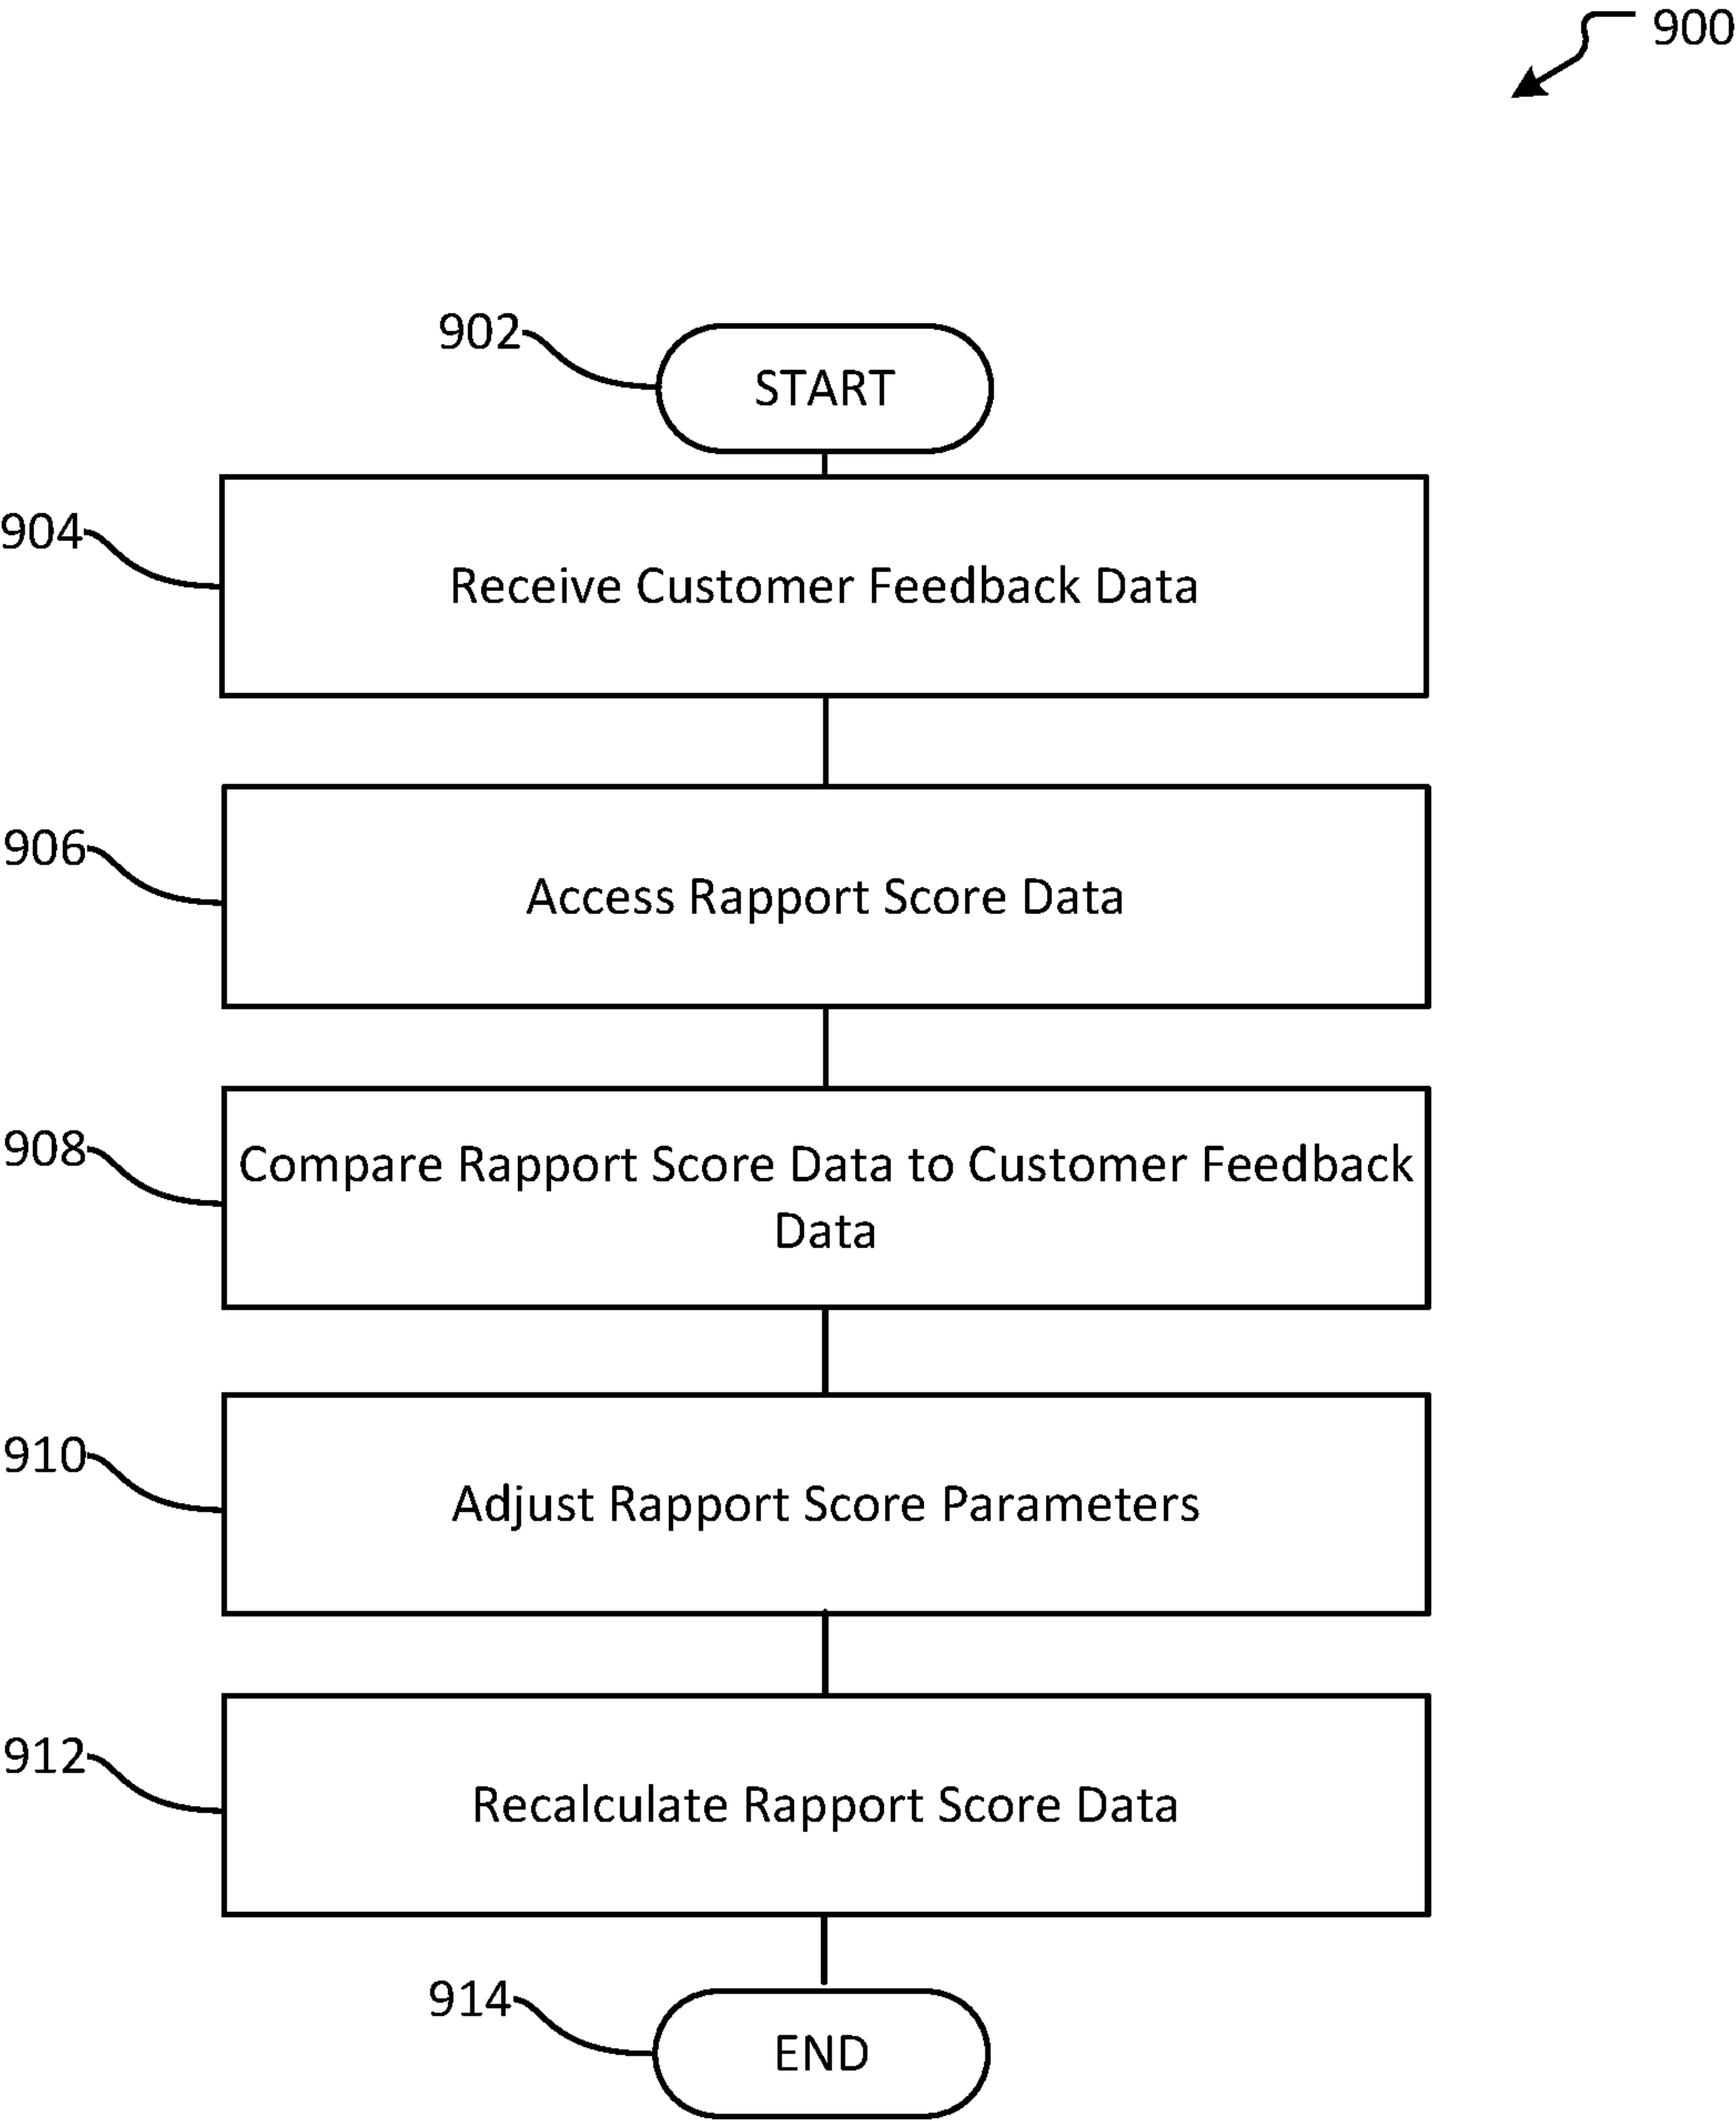 900
902
START
904
Receive Customer Feedback Data
906
Access Rapport Score Data
908
Compare Rapport Score Data to Customer Feedback
Data
910
Adjust Rapport Score Parameters
912
Recalculate Rapport Score Data
914
END